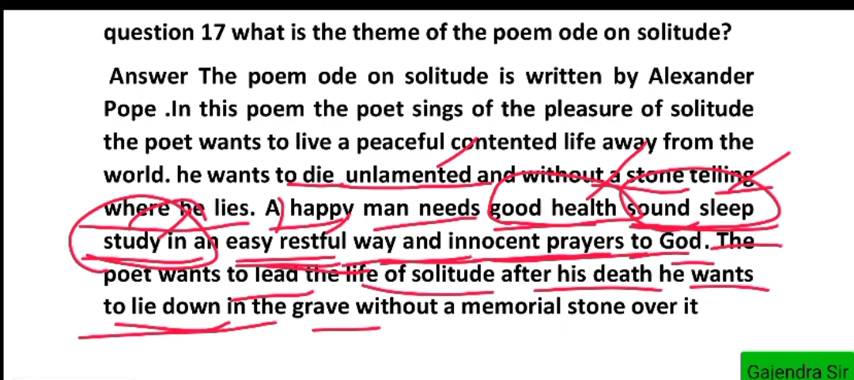 question 17 what is the theme of the poem ode on solitude?
Answer The poem ode on solitude is written by Alexander
Pope .In this poem the poet sings of the pleasure of solitude
the poet wants to live a peaceful contented life away from the
world. he wants to die unlamented and without a stone telling
where he lies. A happy man needs good health sound sleep
study in an easy restful way and innocent prayers to God. The
poet wants to lead the life of solitude after his death he wants
to lie down in the grave without a memorial stone over it
Gajendra Sir